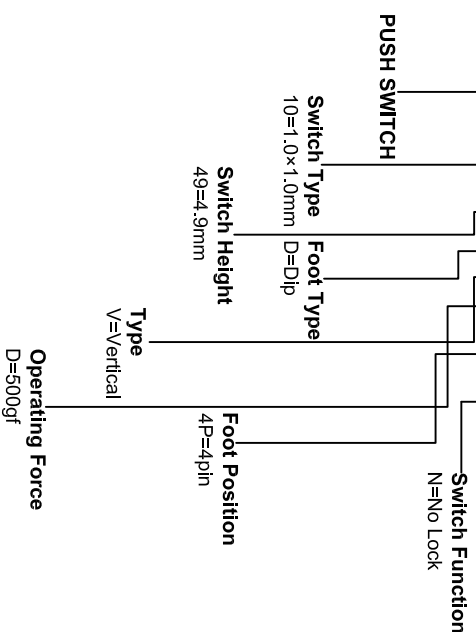 PUSH SWITCH
Switch Type
10=1.0×1.0mm
Switch Height
49=4.9mm
Foot Type
D=Dip
Type
V=Vertical
Operating Force
D=500gf
Foot Position
4P=4pin
Switch Function
N=No Lock